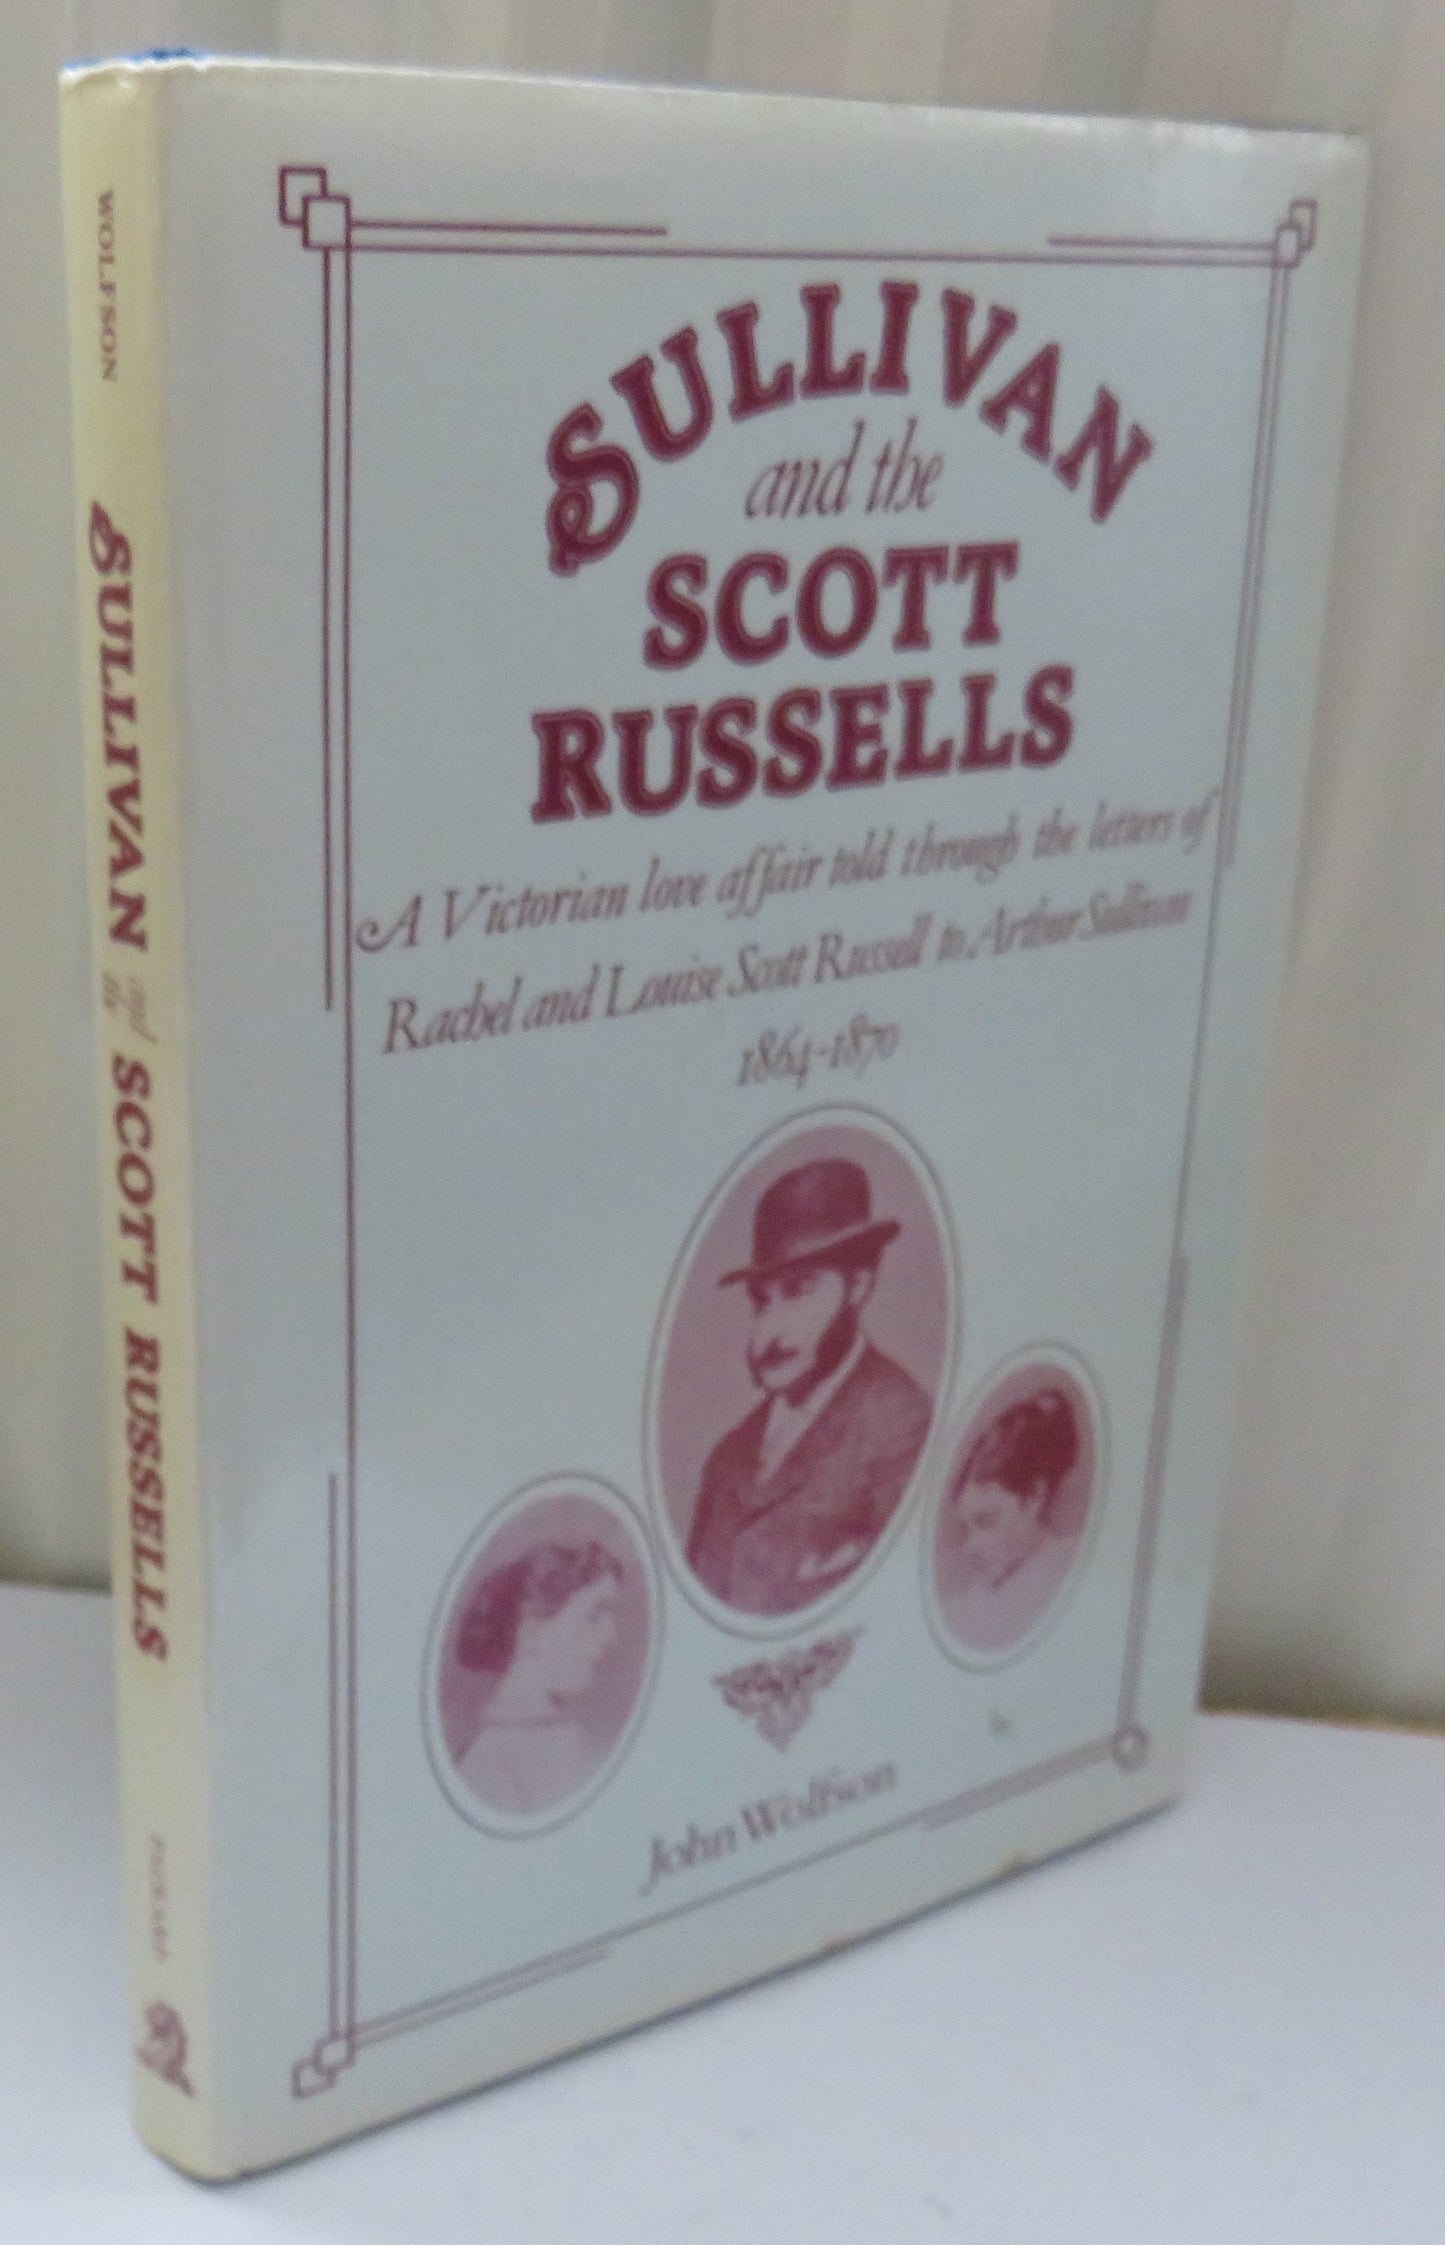 WOLFSON
SULLIVAN and the SCOTT RUSSELLS
SULLIVAN
and the
SCOTT
RUSSELLS
A Victorian love affair told through the letters of
Rachel and Louise Scott Russell to Arthur Sullivan
1864-1870
John Wolfson